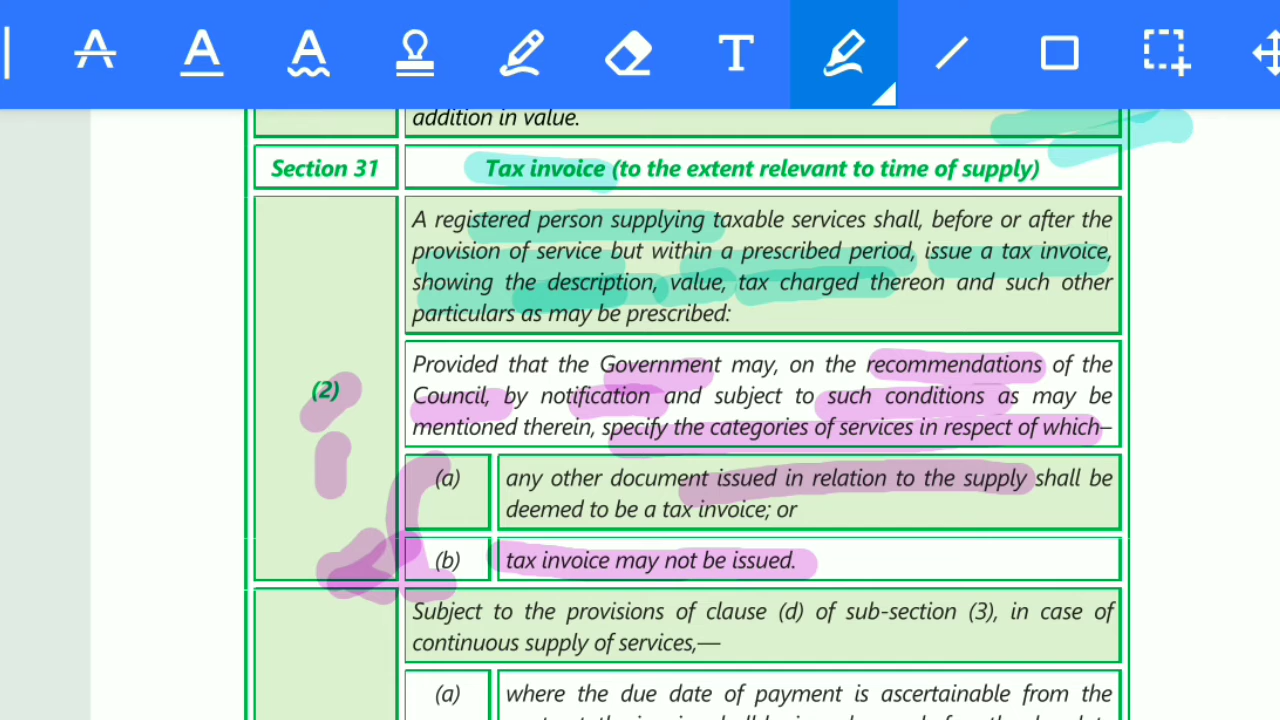 addition in value.
Section 31
Tax invoice (to the extent relevant to time of supply)
(2)
A registered person supplying taxable services shall, before or after the
provision of service but within a prescribed period, issue a tax invoice,
showing the description, value, tax charged thereon and such other
particulars as may be prescribed:
Provided that the Government may, on the recommendations of the
Council, by notification and subject to such conditions as may be
mentioned therein, specify the categories of services in respect of which–
(a) any other document issued in relation to the supply shall be
deemed to be a tax invoice; or
(b) tax invoice may not be issued.
Subject to the provisions of clause (d) of sub-section (3), in case of
continuous supply of services,—
(a) where the due date of payment is ascertainable from the